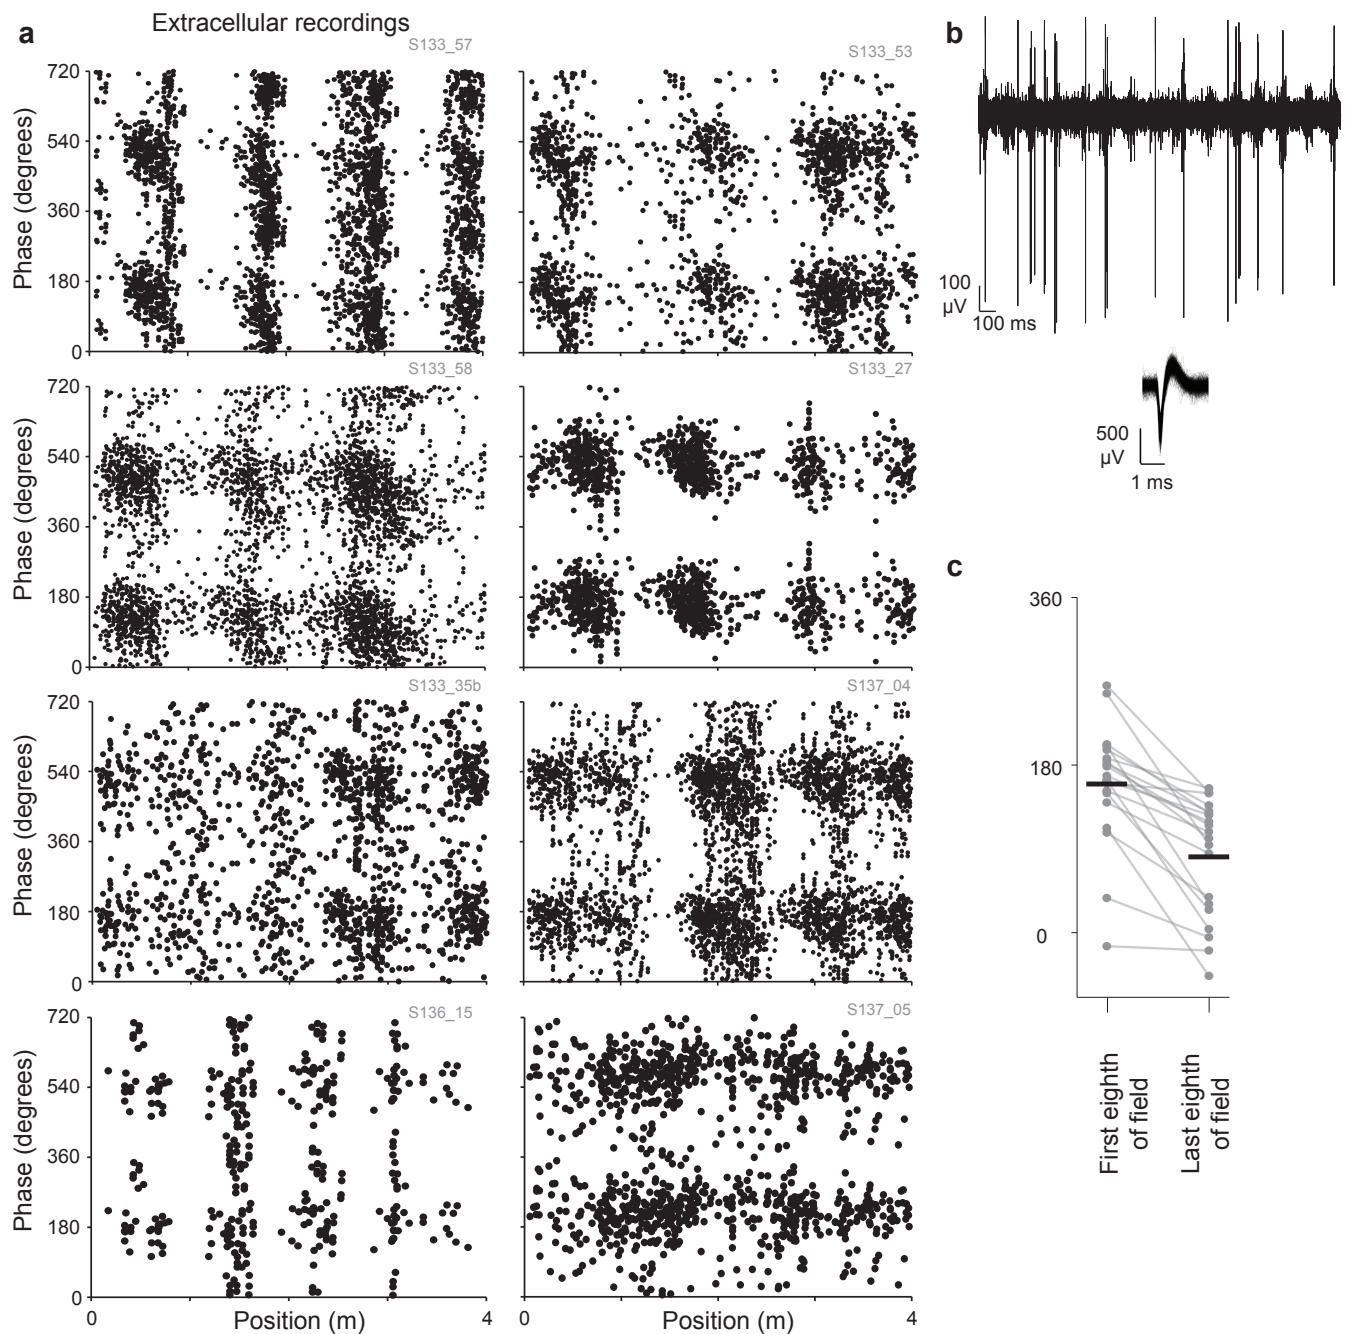 a
Extracellular recordings
S133_57
S133_53
720
540
360
180
0
Phase (degrees)
S133_58
S133_27
720
540
360
180
0
Phase (degrees)
S133_35b
S137_04
720
540
360
180
0
Phase (degrees)
S136_15
S137_05
720
540
360
180
0
Phase (degrees)
0
Position (m)
4
0
Position (m)
4
b
100
µV
100 ms
500
µV
1 ms
c
360
180
0
First eighth
of field
Last eighth
of field